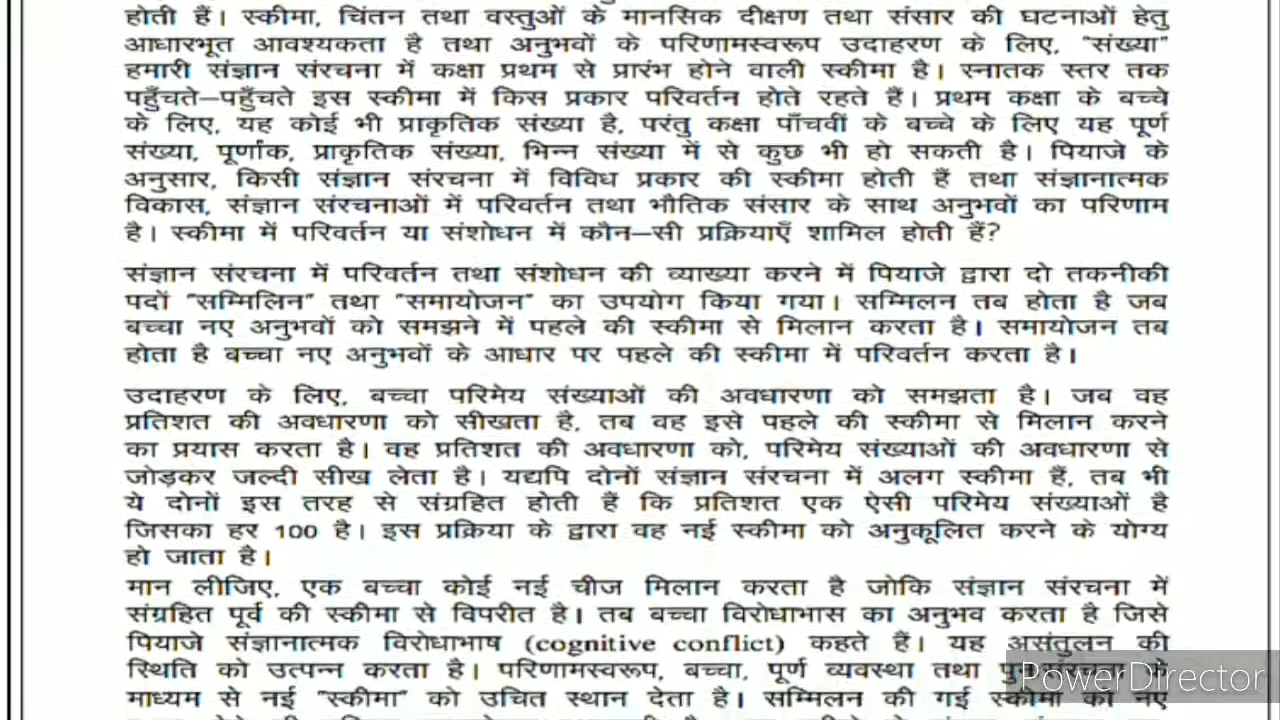 होती हैं। स्कीमा, चिंतन तथा वस्तुओं के मानसिक दीक्षण तथा संसार की घटनाओं हेतु
आधारभूत आवश्यकता है तथा अनुभवों के परिणामस्वरूप उदाहरण के लिए, "संख्या"
हमारी संज्ञान संरचना में कक्षा प्रथम से प्रारंभ होने वाली स्कीमा है। स्नातक स्तर तक
पहुँचते–पहुँचते इस स्कीमा में किस प्रकार परिवर्तन होते रहते हैं। प्रथम कक्षा के बच्चे
के लिए, यह कोई भी प्राकृतिक संख्या है, परंतु कक्षा पाँचवीं के बच्चे के लिए यह पूर्ण
संख्या, पूर्णांक, प्राकृतिक संख्या, भिन्न संख्या में से कुछ भी हो सकती है। पियाजे के
अनुसार, किसी संज्ञान संरचना में विविध प्रकार की स्कीमा होती हैं तथा संज्ञानात्मक
विकास, संज्ञान संरचनाओं में परिवर्तन तथा भौतिक संसार के साथ अनुभवों का परिणाम
है। स्कीमा में परिवर्तन या संशोधन में कौन–सी प्रक्रियाएँ शामिल होती हैं?
संज्ञान संरचना में परिवर्तन तथा संशोधन की व्याख्या करने में पियाजे द्वारा दो तकनीकी
पदों "सम्मिलिन" तथा "समायोजन" का उपयोग किया गया। सम्मिलन तब होता है जब
बच्चा नए अनुभवों को समझने में पहले की स्कीमा से मिलान करता है। समायोजन तब
होता है बच्चा नए अनुभवों के आधार पर पहले की स्कीमा में परिवर्तन करता है।
उदाहरण के लिए, बच्चा परिमेय संख्याओं की अवधारणा को समझता है। जब वह
प्रतिशत की अवधारणा को सीखता है, तब वह इसे पहले की स्कीमा से मिलान करने
का प्रयास करता है। वह प्रतिशत की अवधारणा को, परिमेय संख्याओं की अवधारणा से
जोड़कर जल्दी सीख लेता है। यद्यपि दोनों संज्ञान संरचना में अलग स्कीमा हैं, तब भी
ये दोनों इस तरह से संग्रहित होती हैं कि प्रतिशत एक ऐसी परिमेय संख्याओं है
जिसका हर 100 है। इस प्रक्रिया के द्वारा वह नई स्कीमा को अनुकूलित करने के योग्य
हो जाता है।
मान लीजिए, एक बच्चा कोई नई चीज मिलान करता है जोकि संज्ञान संरचना में
संग्रहित पूर्व की स्कीमा से विपरीत है। तब बच्चा विरोधाभास का अनुभव करता है जिसे
पियाजे संज्ञानात्मक विरोधाभाष (cognitive conflict) कहते हैं। यह असंतुलन की
स्थिति को उत्पन्न करता है। परिणामस्वरूप, बच्चा, पूर्ण व्यवस्था तथा
माध्यम से नई "स्कीमा" को उचित स्थान देता है। सम्मिलन की गई स्कीमा को नए
PowerDirector